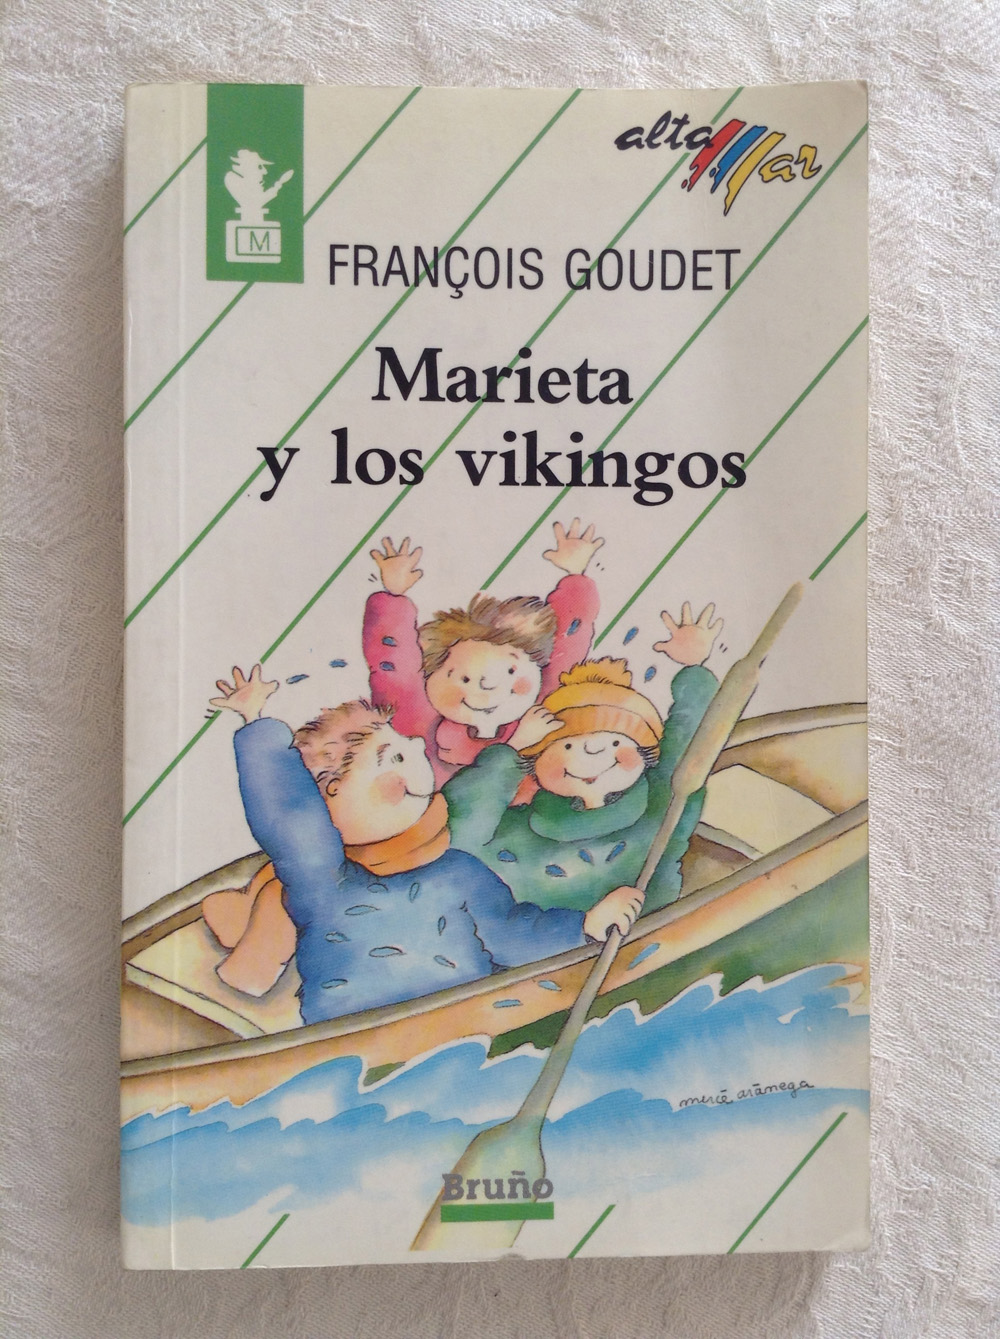 alta Mar
M
FRANÇOIS GOUDET
Marieta
y los vikingos
mercè arànega
Bruño